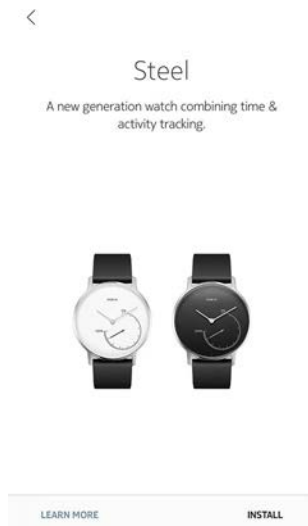 Steel
A new generation watch combining time &
activity tracking.
LEARN MORE
INSTALL